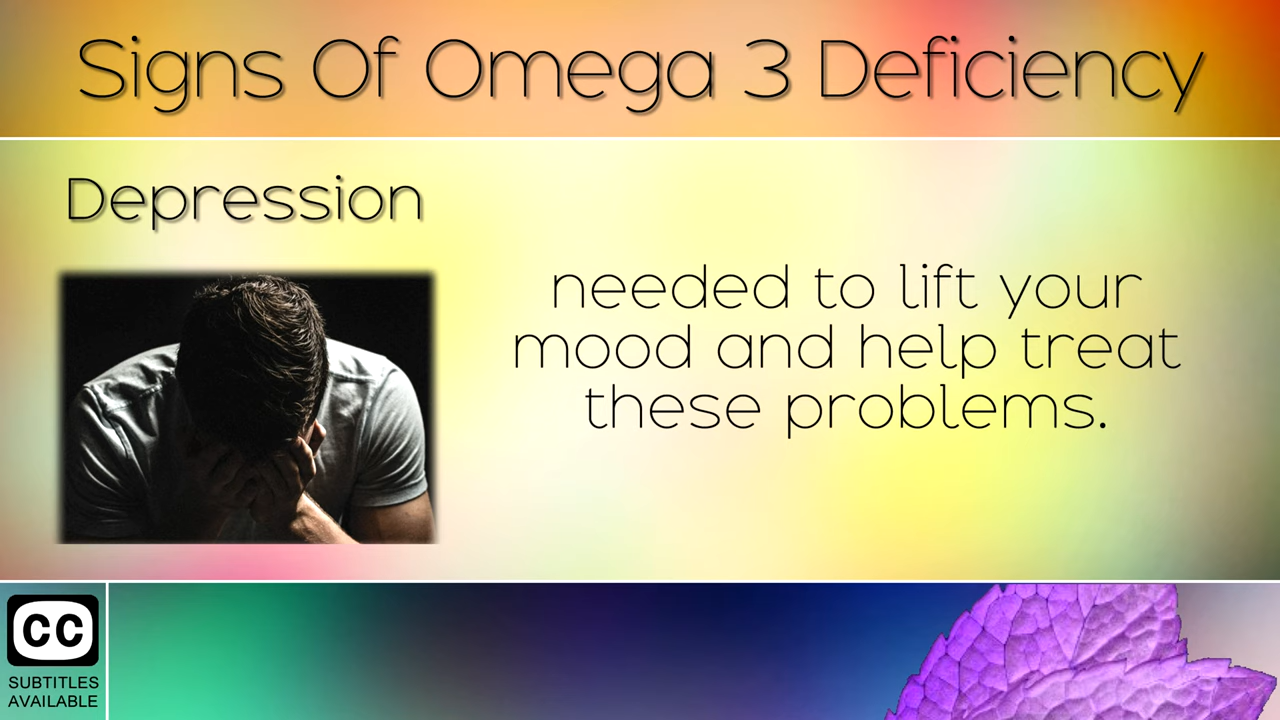 Signs Of Omega 3 Deficiency
Depression
needed to lift your
mood and help treat
these problems.
CC
SUBTITLES
AVAILABLE